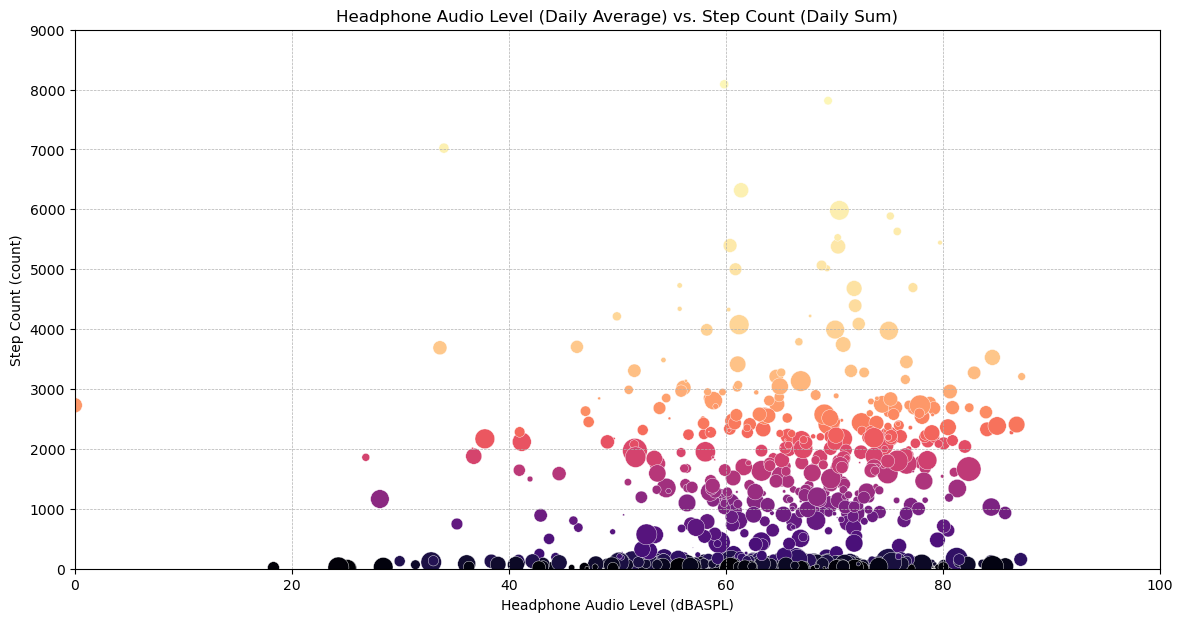 Headphone Audio Level (Daily Average) vs. Step Count (Daily Sum)
9000
8000
7000
6000
5000
4000
3000
2000
1000
0
Step Count (count)
0 20 40 60 80 100
Headphone Audio Level (dBASPL)